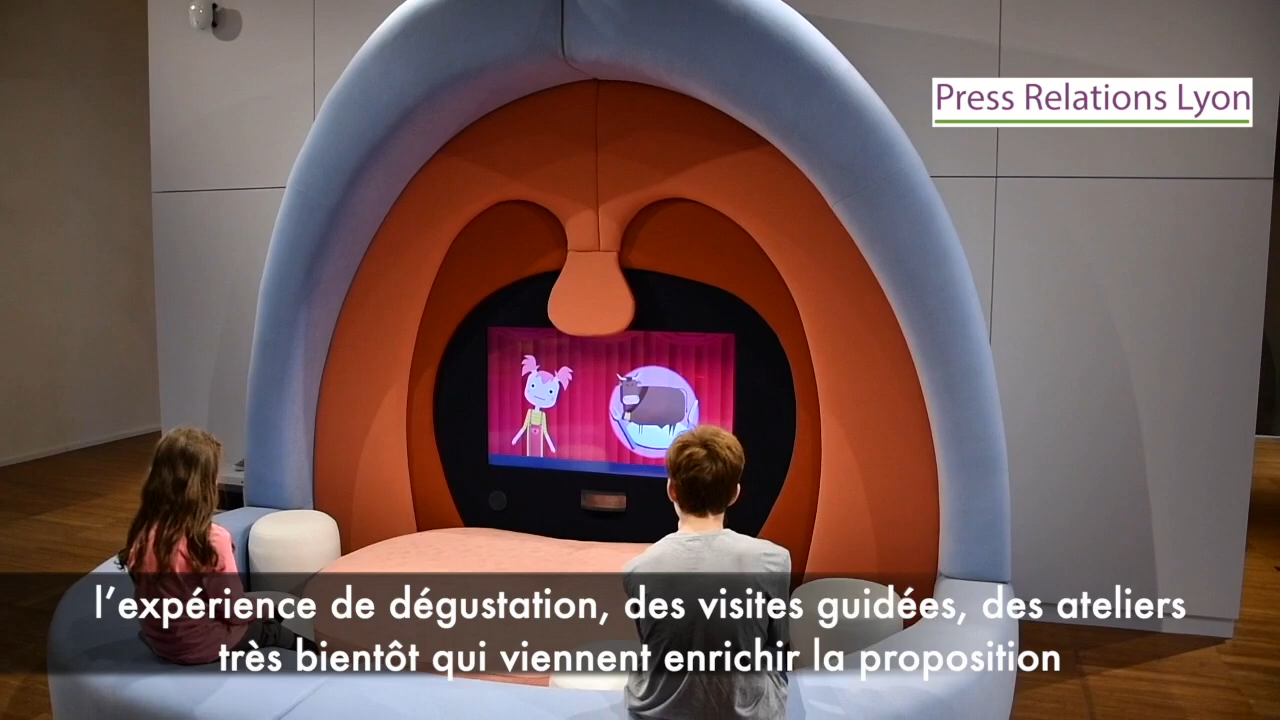 Press Relations Lyon
l’expérience de dégustation, des visites guidées, des ateliers
très bientôt qui viennent enrichir la proposition